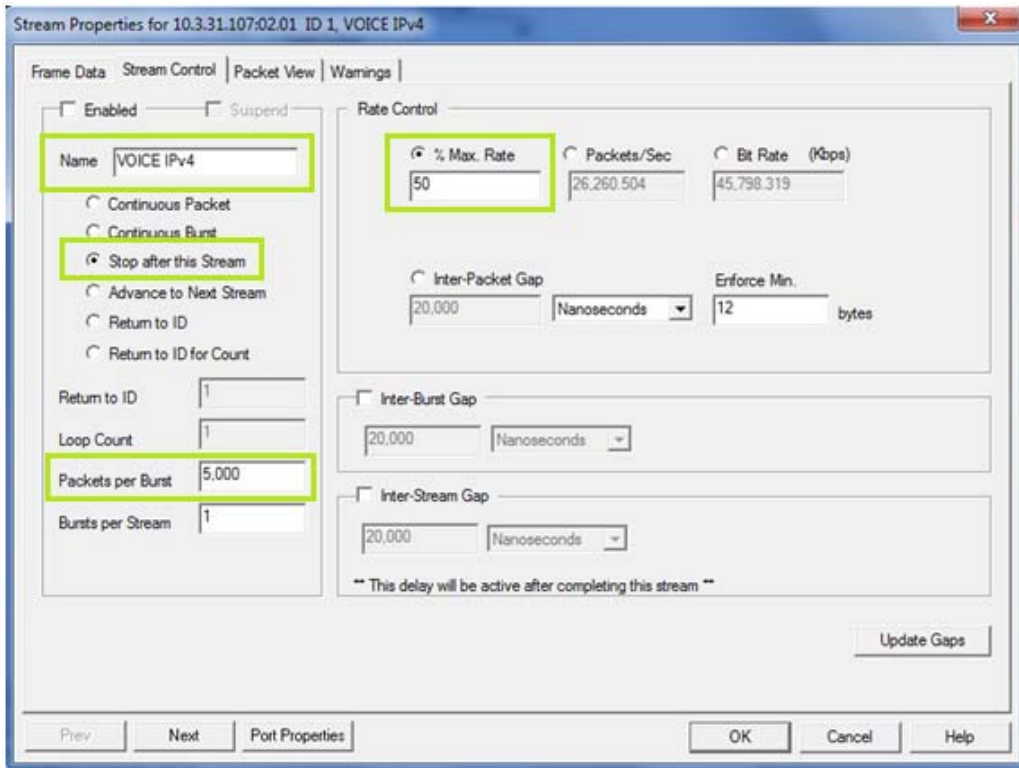 Stream Properties for 10.3.31.107:02.01 ID 1, VOICE IPv4
Frame Data Stream Control Packet View Warnings
Enabled Suspend
Name VOICE IPv4
Continuous Packet
Continuous Burst
Stop after this Stream
Advance to Next Stream
Return to ID
Return to ID for Count
Return to ID 1
Loop Count 1
Packets per Burst 5,000
Bursts per Stream 1
Rate Control
% Max. Rate Packets/Sec Bit Rate (Kbps)
50 26,260.504 45,798.319
Inter-Packet Gap Enforce Min.
20,000 Nanoseconds 12 bytes
Inter-Burst Gap
20,000 Nanoseconds
Inter-Stream Gap
20,000 Nanoseconds
** This delay will be active after completing this stream **
Update Gaps
Prev Next Port Properties OK Cancel Help